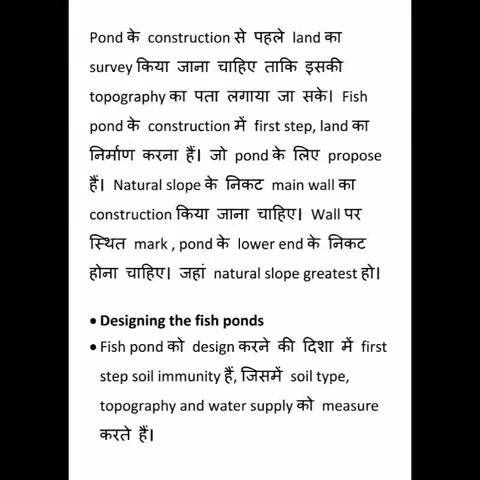 Pond के construction से पहले land का
survey किया जाना चाहिए ताकि इसकी
topography का पता लगाया जा सके। Fish
pond के construction में first step, land का
निर्माण करना हैं। जो pond के लिए propose
हैं। Natural slope के निकट main wall का
construction किया जाना चाहिए। Wall पर
स्थित mark , pond के lower end के निकट
होना चाहिए। जहां natural slope greatest हो।
• Designing the fish ponds
• Fish pond को design करने की दिशा में first
step soil immunity हैं, जिसमें soil type,
topography and water supply को measure
करते हैं।